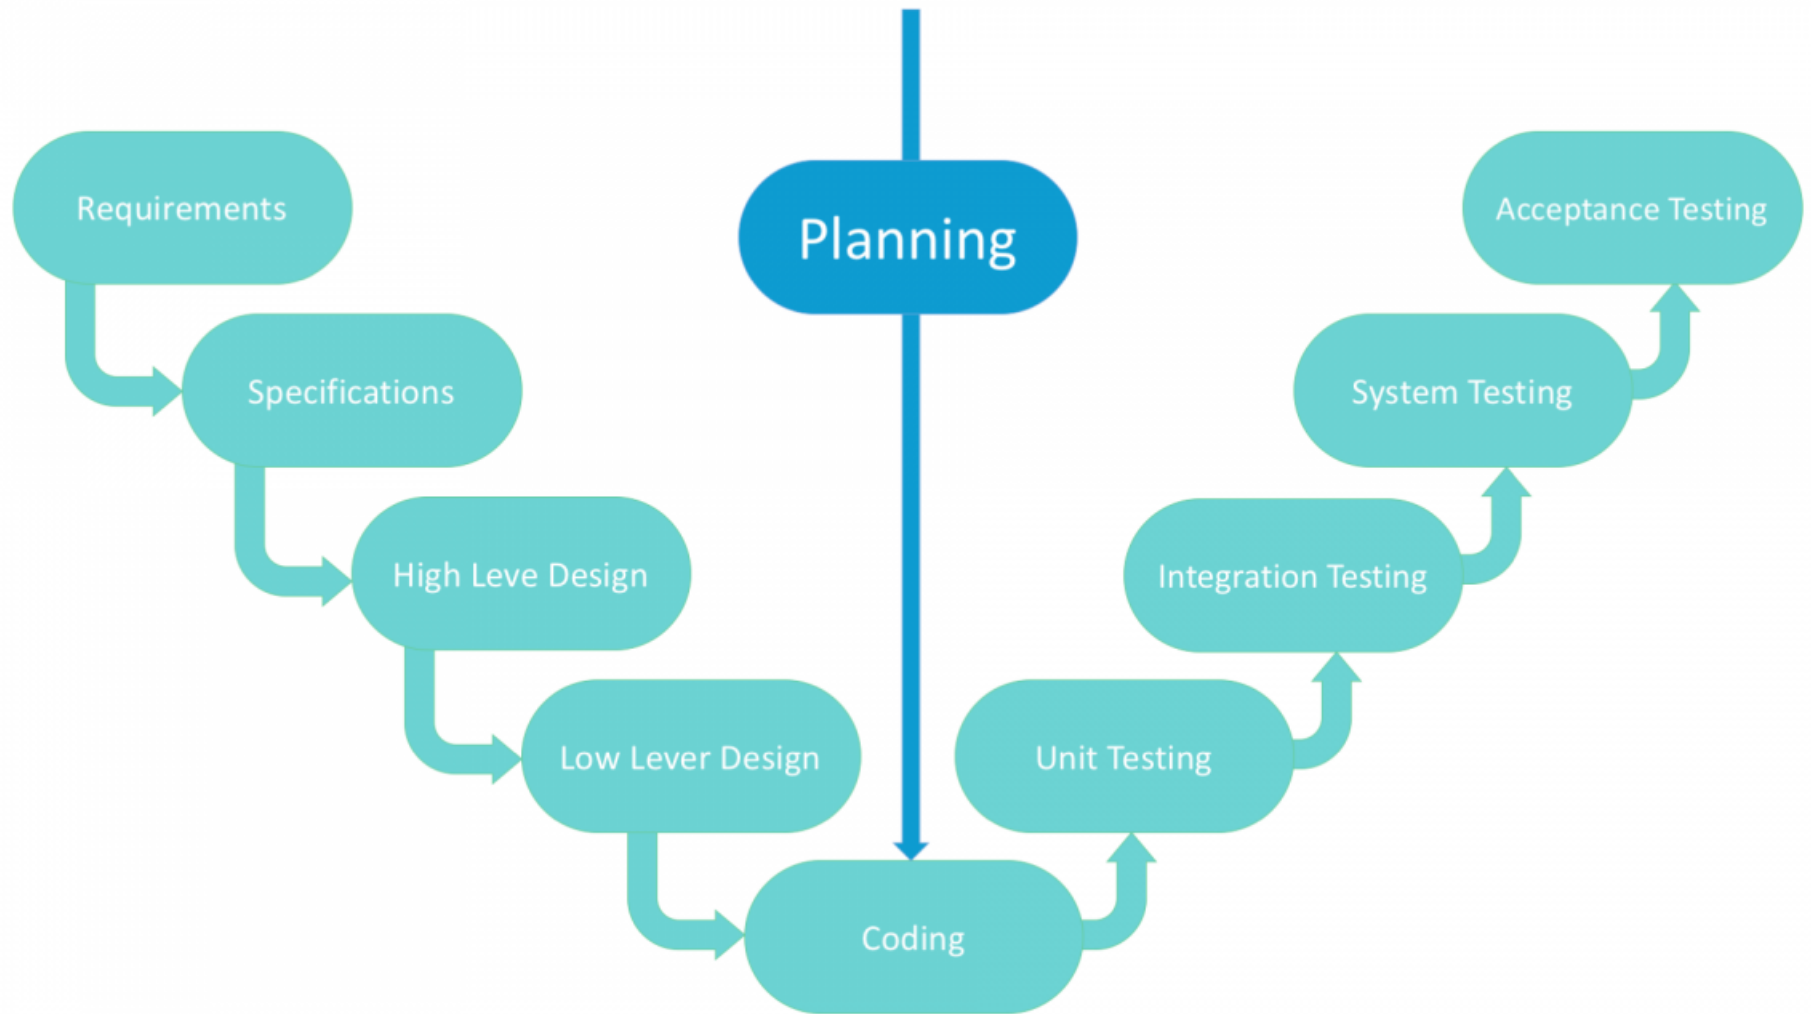 Planning
Requirements
Acceptance Testing
Specifications
System Testing
High Leve Design
Integration Testing
Low Lever Design
Unit Testing
Coding